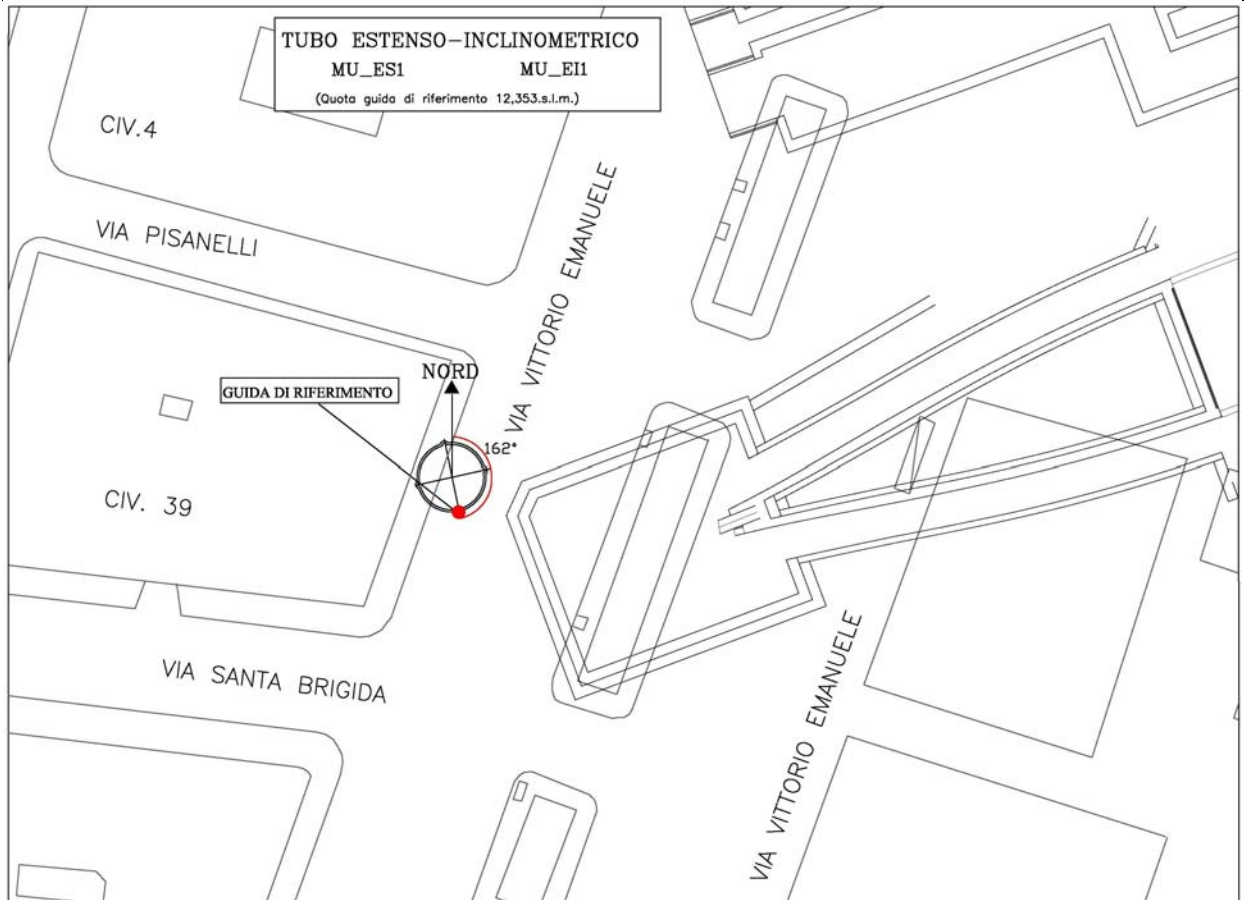 TUBO ESTENSO-INCLINOMETRICO
MU_ES1 MU_EI1
(Quota guida di riferimento 12,353.s.l.m.)
CIV.4
VIA PISANELLI
VIA VITTORIO EMANUELE
NORD
GUIDA DI RIFERIMENTO
162°
CIV. 39
VIA SANTA BRIGIDA
VIA VITTORIO EMANUELE